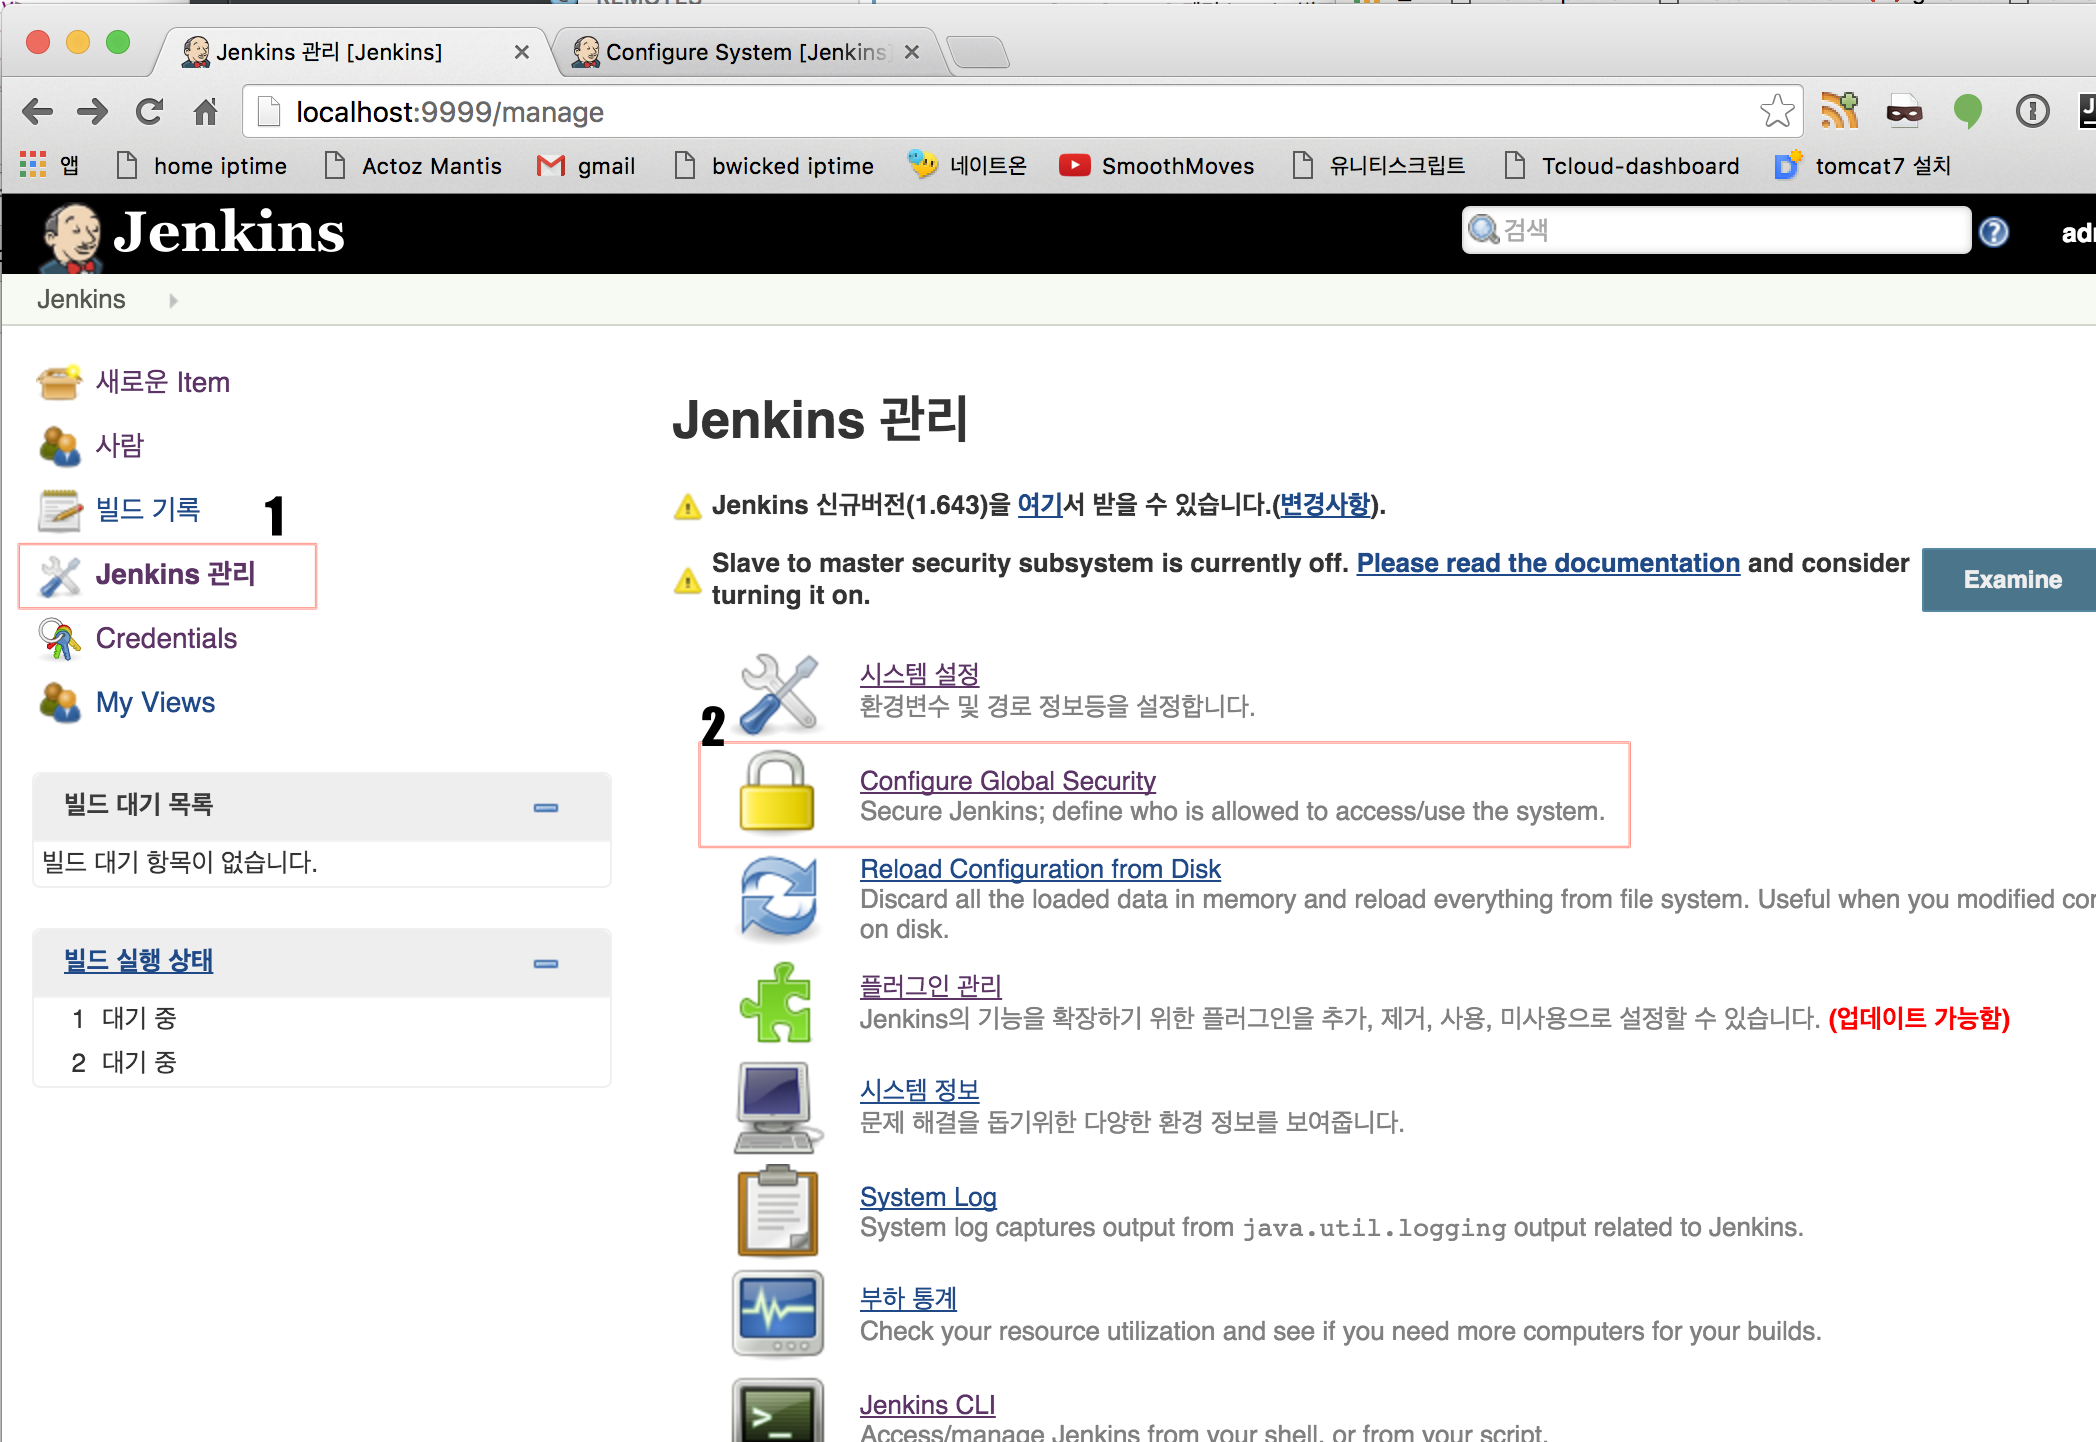 Jenkins 관리 [Jenkins]
Configure System [Jenkins]
localhost:9999/manage
앱
home iptime
Actoz Mantis
gmail
bwicked iptime
네이트온
SmoothMoves
유니티스크립트
Tcloud-dashboard
tomcat7 설치
Jenkins
검색
Jenkins
새로운 Item
사람
빌드 기록
1
Jenkins 관리
Credentials
My Views
빌드 대기 목록
빌드 대기 항목이 없습니다.
빌드 실행 상태
1 대기 중
2 대기 중
Jenkins 관리
Jenkins 신규버전(1.643)을 여기서 받을 수 있습니다.(변경사항).
Slave to master security subsystem is currently off. Please read the documentation and consider
turning it on.
Examine
시스템 설정
환경변수 및 경로 정보등을 설정합니다.
2
Configure Global Security
Secure Jenkins; define who is allowed to access/use the system.
Reload Configuration from Disk
Discard all the loaded data in memory and reload everything from file system. Useful when you modified
on disk.
플러그인 관리
Jenkins의 기능을 확장하기 위한 플러그인을 추가, 제거, 사용, 미사용으로 설정할 수 있습니다. (업데이트 가능함)
시스템 정보
문제 해결을 돕기위한 다양한 환경 정보를 보여줍니다.
System Log
System log captures output from java.util.logging output related to Jenkins.
부하 통계
Check your resource utilization and see if you need more computers for your builds.
Jenkins CLI
Access/manage Jenkins from your shell, or from your script.